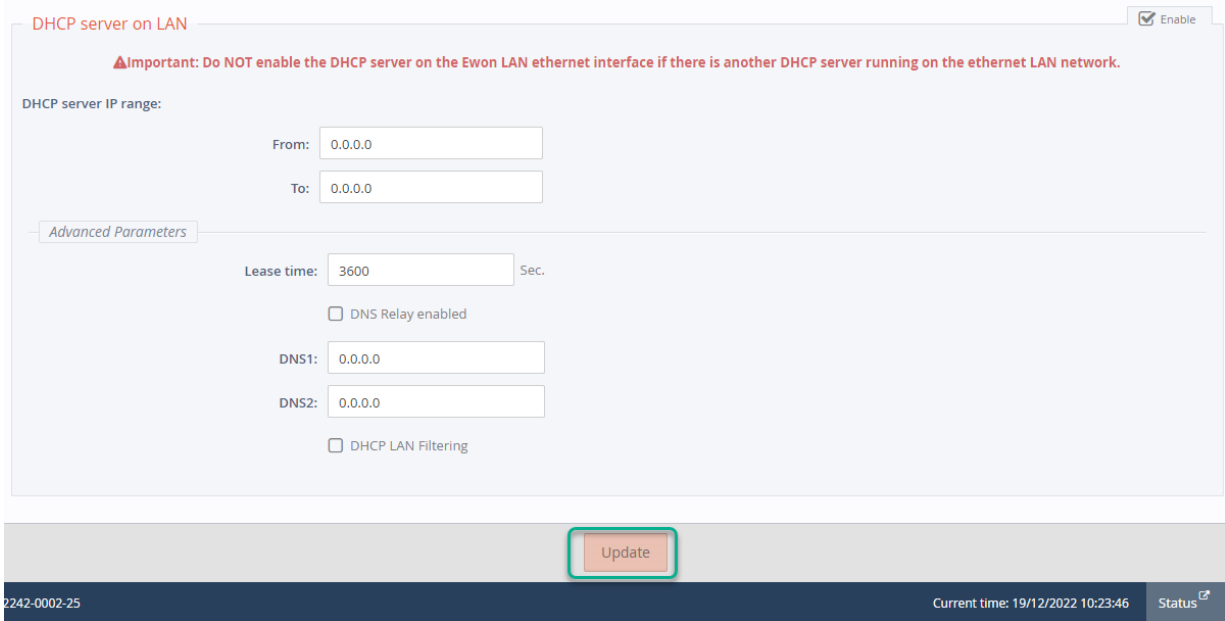 DHCP server on LAN
Enable
Important: Do NOT enable the DHCP server on the Ewon LAN ethernet interface if there is another DHCP server running on the ethernet LAN network.
DHCP server IP range:
From: 0.0.0.0
To: 0.0.0.0
Advanced Parameters
Lease time: 3600 Sec.
DNS Relay enabled
DNS1: 0.0.0.0
DNS2: 0.0.0.0
DHCP LAN Filtering
Update
2242-0002-25 Current time: 19/12/2022 10:23:46 Status